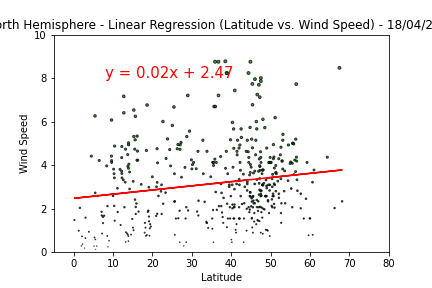 orth Hemisphere - Linear Regression (Latitude vs. Wind Speed) - 18/04/2
10
y = 0.02x + 2.47
8
6
Wind Speed
4
2
0
0 10 20 30 40 50 60 70 80
Latitude